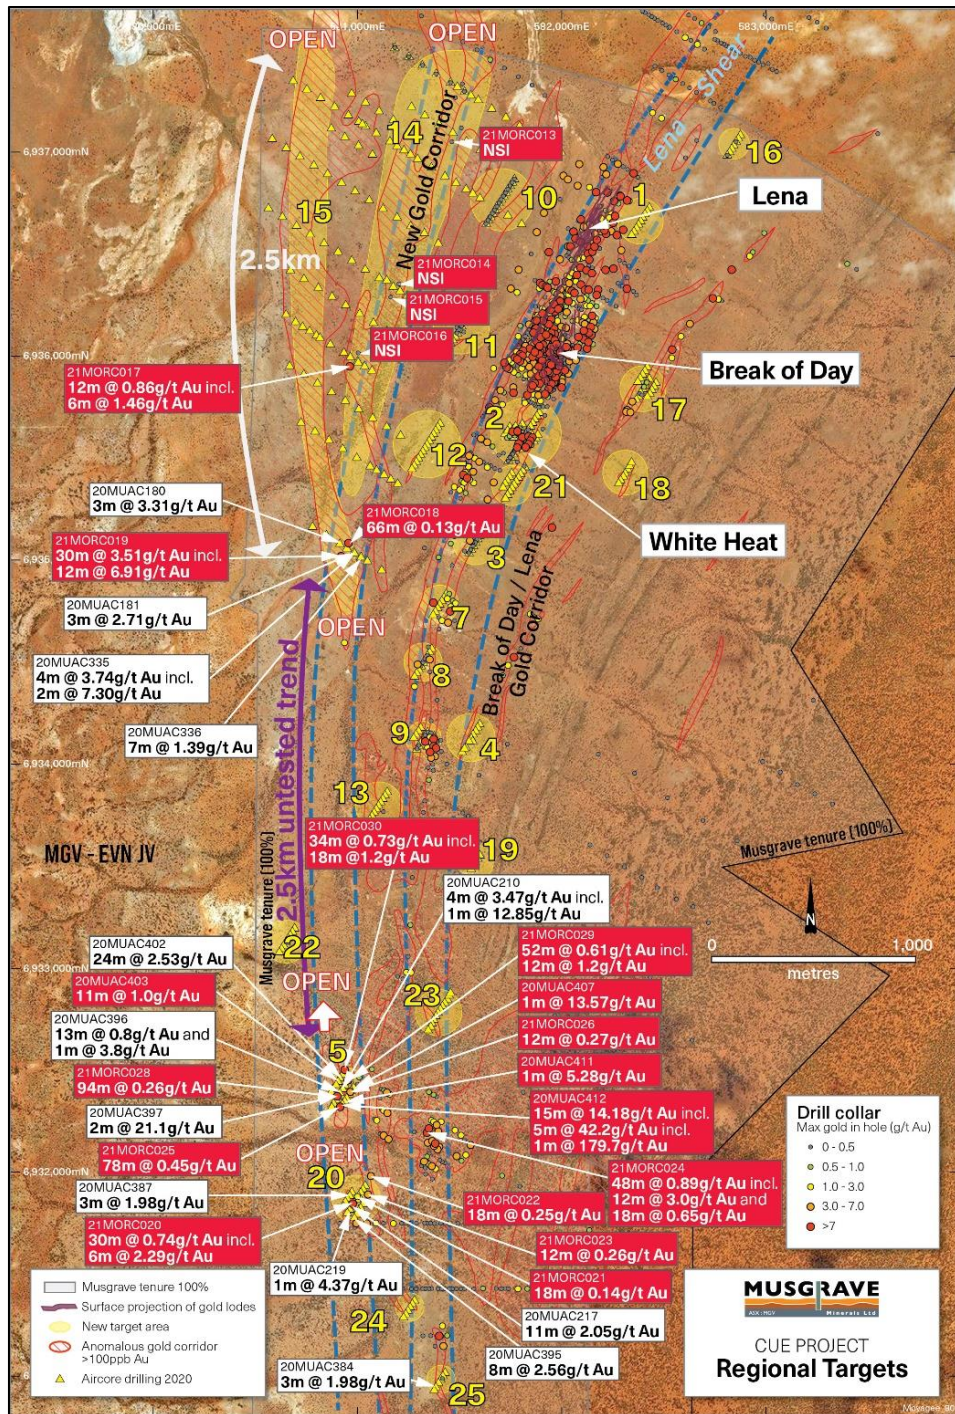 581,000mE
582,000mE
583,000mE
OPEN
OPEN
Lena Shear
14
21MORC013
NSI
16
6,937,000mN
10
1
Lena
15
New Gold Corridor
2.5km
21MORC014
NSI
21MORC015
NSI
11
21MORC016
NSI
6,936,000mN
Break of Day
21MORC017
12m @ 0.86g/t Au incl.
6m @ 1.46g/t Au
17
2
12
21
18
20MUAC180
3m @ 3.31g/t Au
21MORC018
66m @ 0.13g/t Au
White Heat
21MORC019
30m @ 3.51g/t Au incl.
12m @ 6.91g/t Au
3
20MUAC181
3m @ 2.71g/t Au
7
OPEN
Break of Day / Lena
Gold Corridor
20MUAC335
4m @ 3.74g/t Au incl.
2m @ 7.30g/t Au
8
20MUAC336
7m @ 1.39g/t Au
9
4
6,934,000mN
2.5km untested trend
13
21MORC030
34m @ 0.73g/t Au incl.
18m @1.2g/t Au
19
Musgrave tenure (100%)
MGV - EVN JV
Musgrave tenure (100%)
20MUAC210
4m @ 3.47g/t Au incl.
1m @ 12.85g/t Au
N
0
1,000
metres
22
20MUAC402
24m @ 2.53g/t Au
21MORC029
52m @ 0.61g/t Au incl.
12m @ 1.2g/t Au
6,933,000mN
OPEN
20MUAC403
11m @ 1.0g/t Au
23
20MUAC407
1m @ 13.57g/t Au
20MUAC396
13m @ 0.8g/t Au and
1m @ 3.8g/t Au
21MORC026
12m @ 0.27g/t Au
5
21MORC028
94m @ 0.26g/t Au
20MUAC411
1m @ 5.28g/t Au
20MUAC397
2m @ 21.1g/t Au
20MUAC412
15m @ 14.18g/t Au incl.
5m @ 42.2g/t Au incl.
1m @ 179.7g/t Au
21MORC025
78m @ 0.45g/t Au
OPEN
6,932,000mN
20
21MORC024
48m @ 0.89g/t Au incl.
12m @ 3.0g/t Au and
18m @ 0.65g/t Au
20MUAC387
3m @ 1.98g/t Au
21MORC022
18m @ 0.25g/t Au
21MORC020
30m @ 0.74g/t Au incl.
6m @ 2.29g/t Au
21MORC023
12m @ 0.26g/t Au
20MUAC219
1m @ 4.37g/t Au
21MORC021
18m @ 0.14g/t Au
24
20MUAC217
11m @ 2.05g/t Au
20MUAC395
8m @ 2.56g/t Au
20MUAC384
3m @ 1.98g/t Au
25
Drill collar
Max gold in hole (g/t Au)
0 - 0.5
0.5 - 1.0
1.0 - 3.0
3.0 - 7.0
>7
Musgrave tenure 100%
Surface projection of gold lodes
New target area
Anomalous gold corridor
>100ppb Au
Aircore drilling 2020
MUSGRAVE
ASX : MGV
Minerals Ltd
CUE PROJECT
Regional Targets